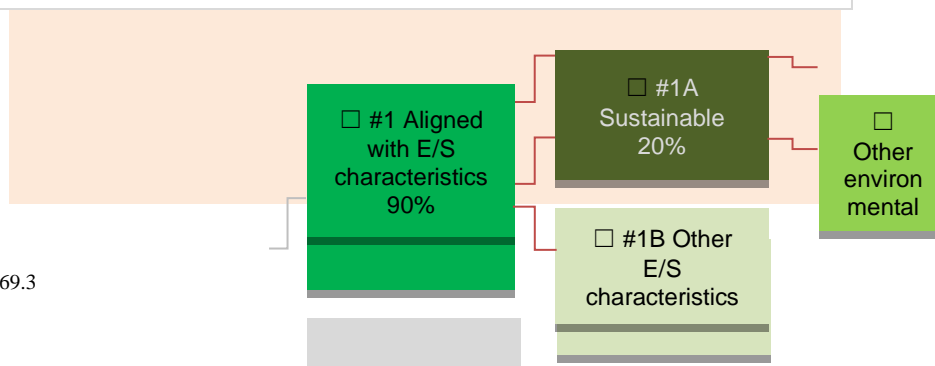 ☐ #1A
Sustainable
20%
☐ #1 Aligned
with E/S
characteristics
90%
☐
Other
environ
mental
☐ #1B Other
E/S
characteristics
69.3